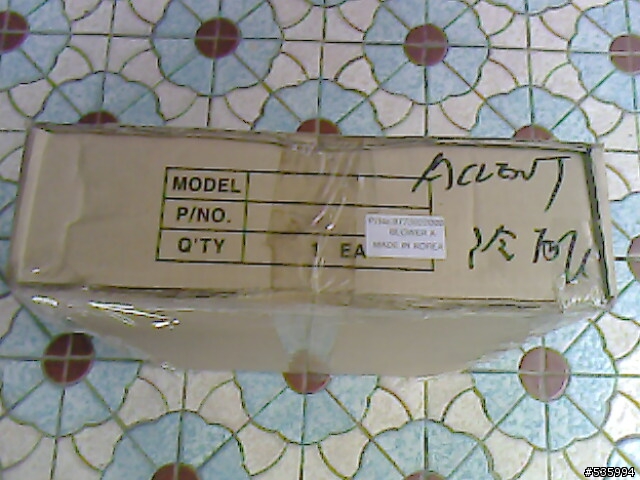 MODEL
P/NO.
Q'TY 1 EA
BLOWER A
MADE IN KOREA
ACCENT
#535994